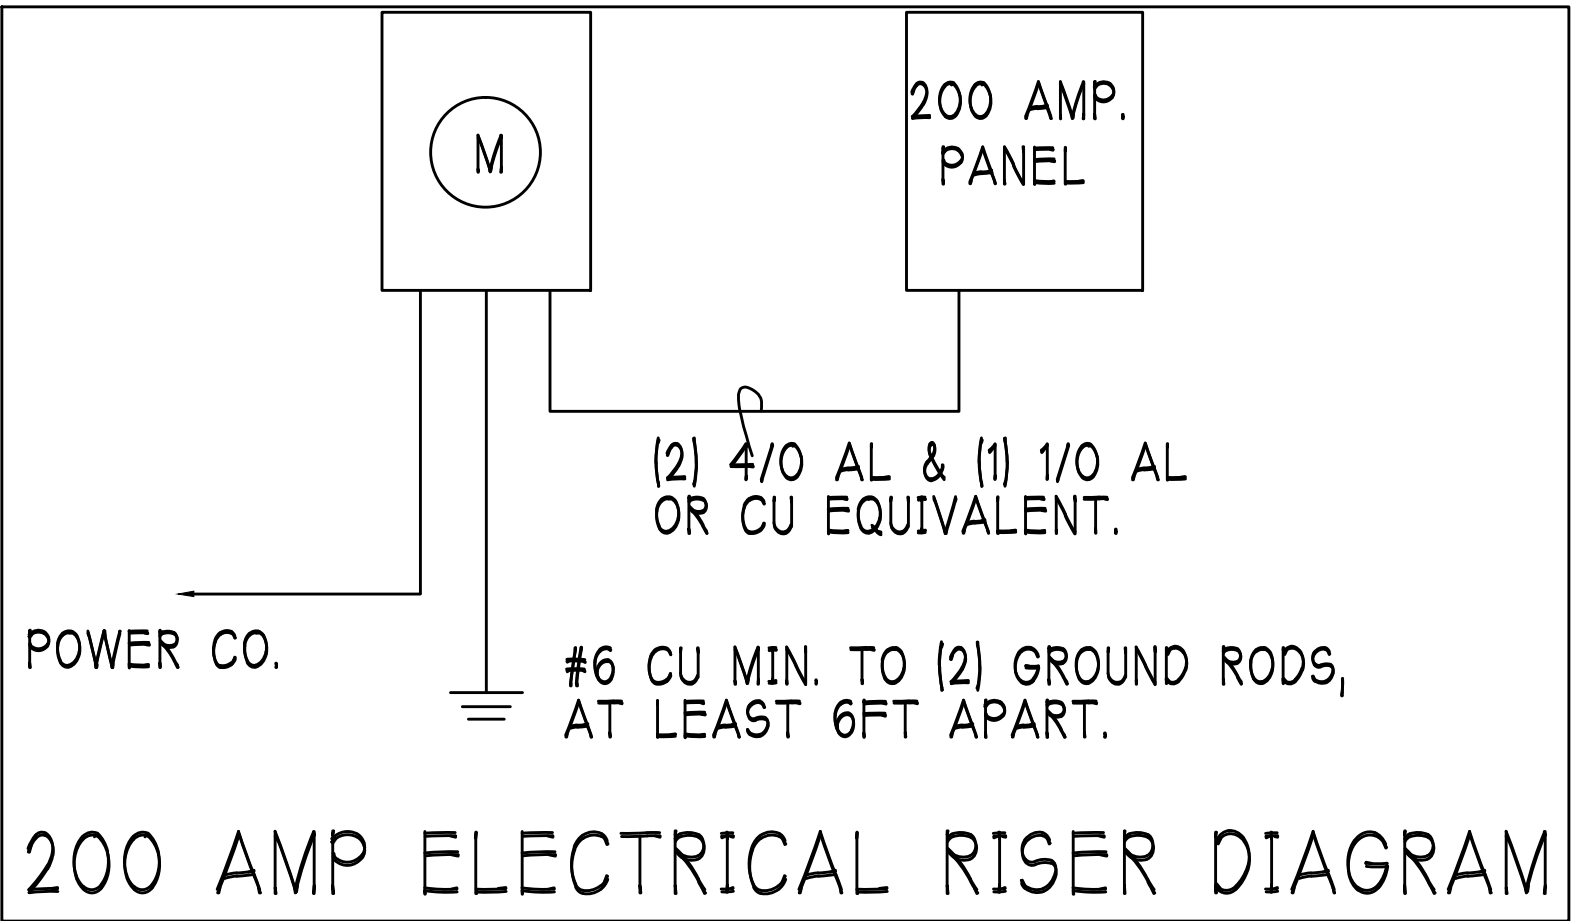 M
200 AMP.
PANEL
(2) 4/0 AL & (1) 1/0 AL
OR CU EQUIVALENT.
POWER CO.
#6 CU MIN. TO (2) GROUND RODS,
AT LEAST 6FT APART.
200 AMP ELECTRICAL RISER DIAGRAM